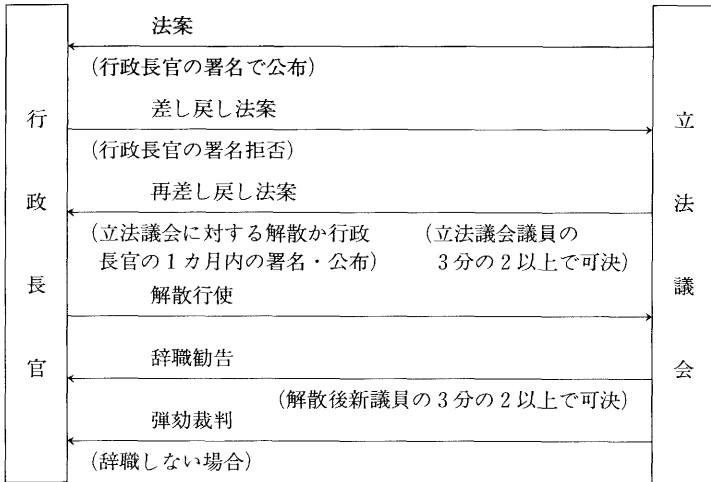 法案
(行政長官の署名で公布)
差し戻し法案
(行政長官の署名拒否)
再差し戻し法案
(立法議会に対する解散か行政
長官の1カ月内の署名・公布)
(立法議会議員の
3分の2以上で可決)
解散行使
辞職勧告
(解散後新議員の3分の2以上で可決)
弾劾裁判
(辞職しない場合)
行政長官
立法議会